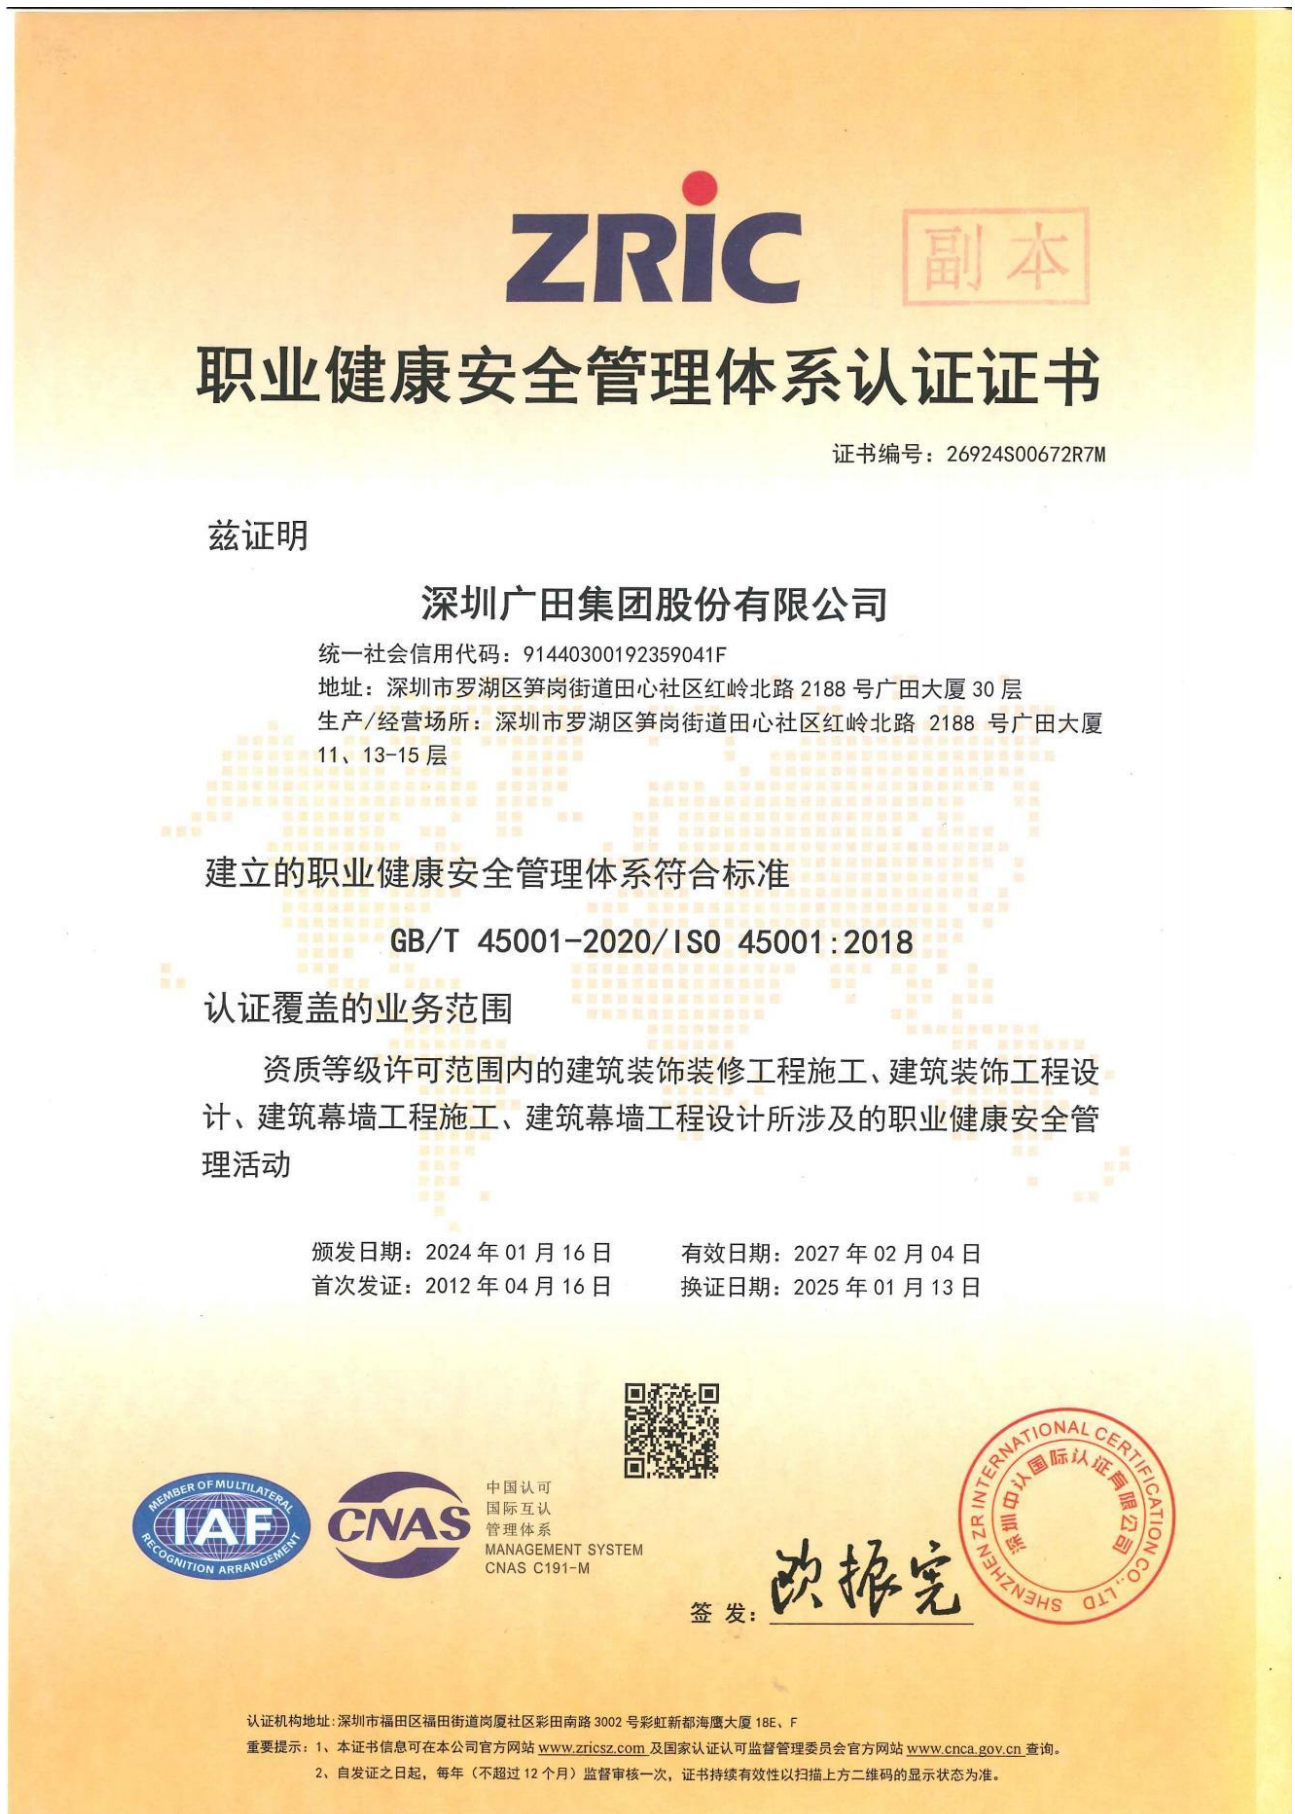 ZRIC
副本
职业健康安全管理体系认证证书
证书编号：26924S00672R7M
兹证明
深圳广田集团股份有限公司
统一社会信用代码：91440300192359041F
地址：深圳市罗湖区笋岗街道田心社区红岭北路 2188 号广田大厦 30 层
生产/经营场所：深圳市罗湖区笋岗街道田心社区红岭北路 2188 号广田大厦
11、13-15 层
建立的职业健康安全管理体系符合标准
GB/T 45001-2020/ISO 45001:2018
认证覆盖的业务范围
资质等级许可范围内的建筑装饰装修工程施工、建筑装饰工程设
计、建筑幕墙工程施工、建筑幕墙工程设计所涉及的职业健康安全管
理活动
颁发日期：2024 年 01 月 16 日 有效日期：2027 年 02 月 04 日
首次发证：2012 年 04 月 16 日 换证日期：2025 年 01 月 13 日
MEMBER OF MULTILATERAL
IAF
RECOGNITION ARRANGEMENT
CNAS
中国认可
国际互认
管理体系
MANAGEMENT SYSTEM
CNAS C191-M
签 发：欧振宪
SHENZHEN ZR INTERNATIONAL CERTIFICATION CO., LTD
深圳中认国际认证有限公司
认证机构地址:深圳市福田区福田街道岗厦社区彩田南路 3002 号彩虹新都海鹰大厦 18E、F
重要提示：1、本证书信息可在本公司官方网站 www.zricsz.com 及国家认证认可监督管理委员会官方网站 www.cnca.gov.cn 查询。
2、自发证之日起，每年（不超过 12 个月）监督审核一次，证书持续有效性以扫描上方二维码的显示状态为准。